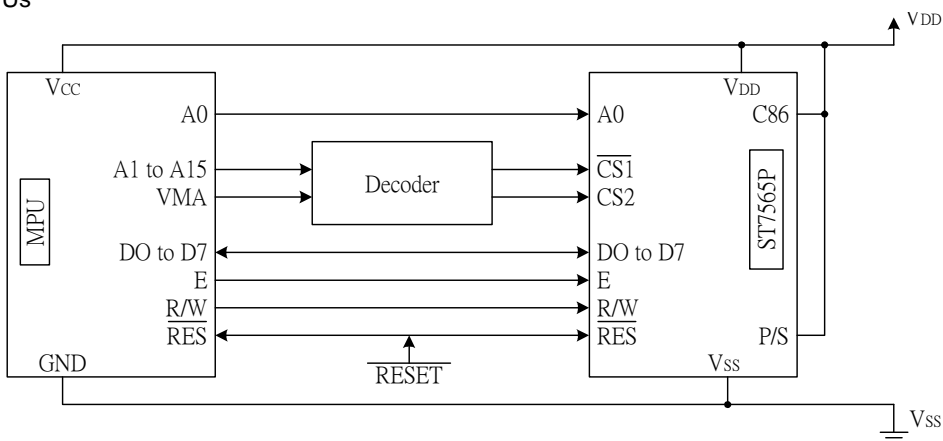 Us
VDD
VCC
VDD
A0
A0
C86
A1 to A15
VMA
Decoder
CS1
CS2
MPU
ST7565P
DO to D7
DO to D7
E
E
R/W
R/W
RES
RES
P/S
GND
RESET
VSS
VSS